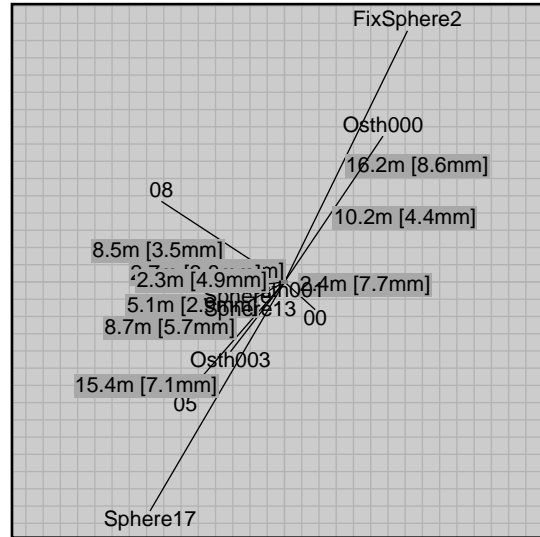 FixSphere2
Osth000
16.2m [8.6mm]
08
10.2m [4.4mm]
8.5m [3.5mm]
2.3m [4.9mm]
2.4m [7.7mm]
5.1m
Sphere13
00
8.7m [5.7mm]
Osth003
15.4m [7.1mm]
05
Sphere17